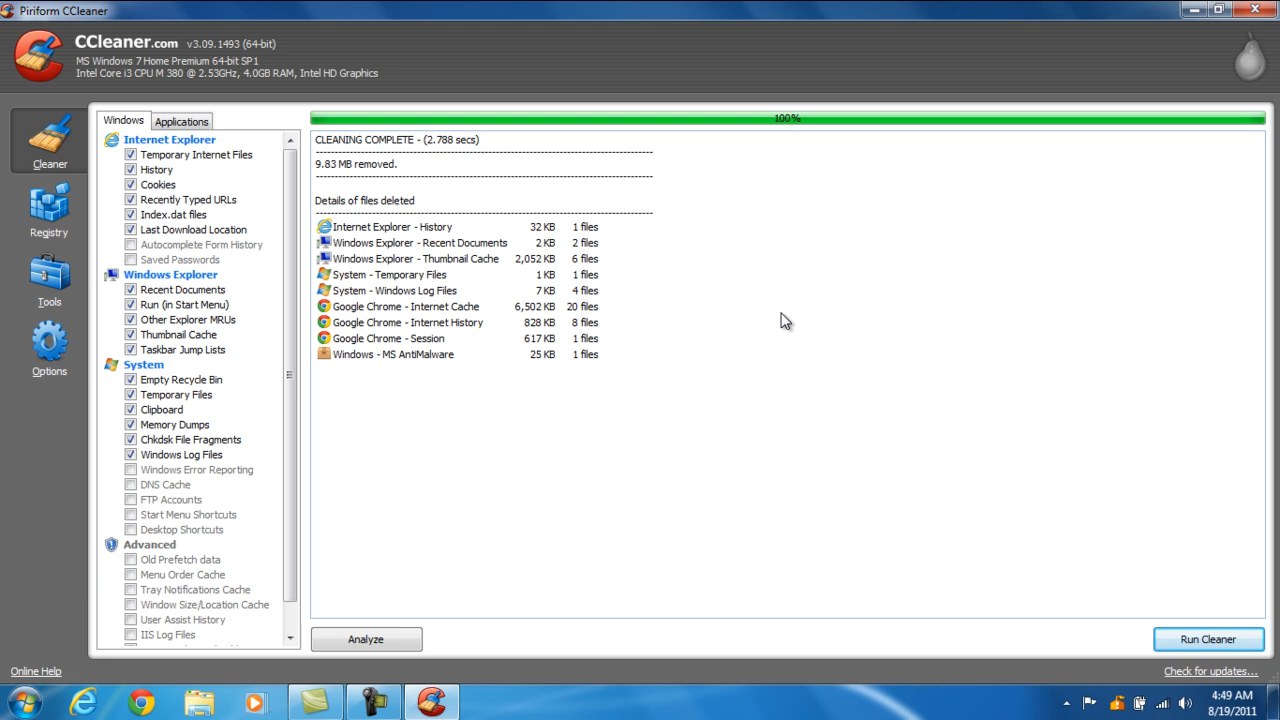 Piriform CCleaner
CCleaner.com v3.09.1493 (64-bit)
MS Windows 7 Home Premium 64-bit SP1
Intel Core i3 CPU M 380 @ 2.53GHz, 4.0GB RAM, Intel HD Graphics
Cleaner
Registry
Tools
Options
Windows
Applications
Internet Explorer
Temporary Internet Files
History
Cookies
Recently Typed URLs
Index.dat files
Last Download Location
Autocomplete Form History
Saved Passwords
Windows Explorer
Recent Documents
Run (in Start Menu)
Other Explorer MRUs
Thumbnail Cache
Taskbar Jump Lists
System
Empty Recycle Bin
Temporary Files
Clipboard
Memory Dumps
Chkdsk File Fragments
Windows Log Files
Windows Error Reporting
DNS Cache
FTP Accounts
Start Menu Shortcuts
Desktop Shortcuts
Advanced
Old Prefetch data
Menu Order Cache
Tray Notifications Cache
Window Size/Location Cache
User Assist History
IIS Log Files
100%
CLEANING COMPLETE - (2.788 secs)
------------------------------------------------------------------------------------------
9.83 MB removed.
------------------------------------------------------------------------------------------
Details of files deleted
------------------------------------------------------------------------------------------
Internet Explorer - History 32 KB 1 files
Windows Explorer - Recent Documents 2 KB 2 files
Windows Explorer - Thumbnail Cache 2,052 KB 6 files
System - Temporary Files 1 KB 1 files
System - Windows Log Files 7 KB 4 files
Google Chrome - Internet Cache 6,502 KB 20 files
Google Chrome - Internet History 828 KB 8 files
Google Chrome - Session 617 KB 1 files
Windows - MS AntiMalware 25 KB 1 files
Analyze
Run Cleaner
Online Help
Check for updates...
4:49 AM
8/19/2011